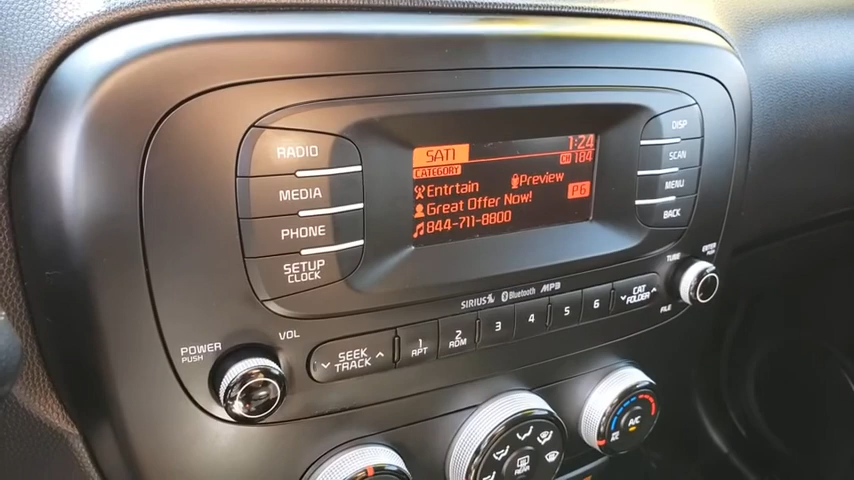 RADIO
MEDIA
PHONE
SETUP
CLOCK
SAT1
1:24
CH 184
CATEGORY
Entrtain
Preview
Great Offer Now!
P6
844-711-8800
DISP
SCAN
MENU
BACK
SIRIUS
Bluetooth
MP3
POWER
PUSH
VOL
SEEK
TRACK
1
RPT
2
RDM
3
4
5
6
CAT
FOLDER
TUNE
FILE
ENTER
PUSH
REAR
A/C